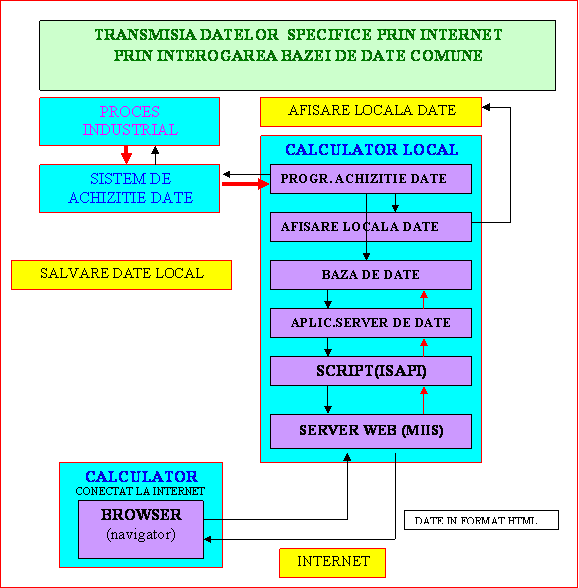 TRANSMISIA DATELOR SPECIFICE PRIN INTERNET
PRIN INTEROGAREA BAZEI DE DATE COMUNE
PROCES
INDUSTRIAL
AFISARE LOCALA DATE
CALCULATOR LOCAL
SISTEM DE
ACHIZITIE DATE
PROGR. ACHIZITIE DATE
AFISARE LOCALA DATE
SALVARE DATE LOCAL
BAZA DE DATE
APLIC.SERVER DE DATE
SCRIPT(ISAPI)
SERVER WEB (MIIS)
CALCULATOR
CONECTAT LA INTERNET
BROWSER
(navigator)
DATE IN FORMAT HTML
INTERNET